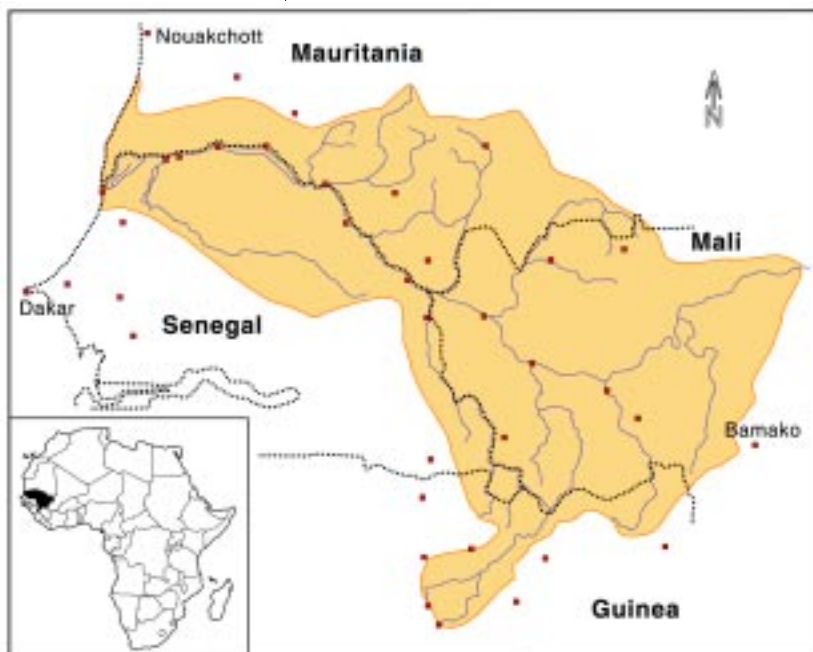 Nouakchott
Mauritania
N
Mali
Dakar
Senegal
Bamako
Guinea